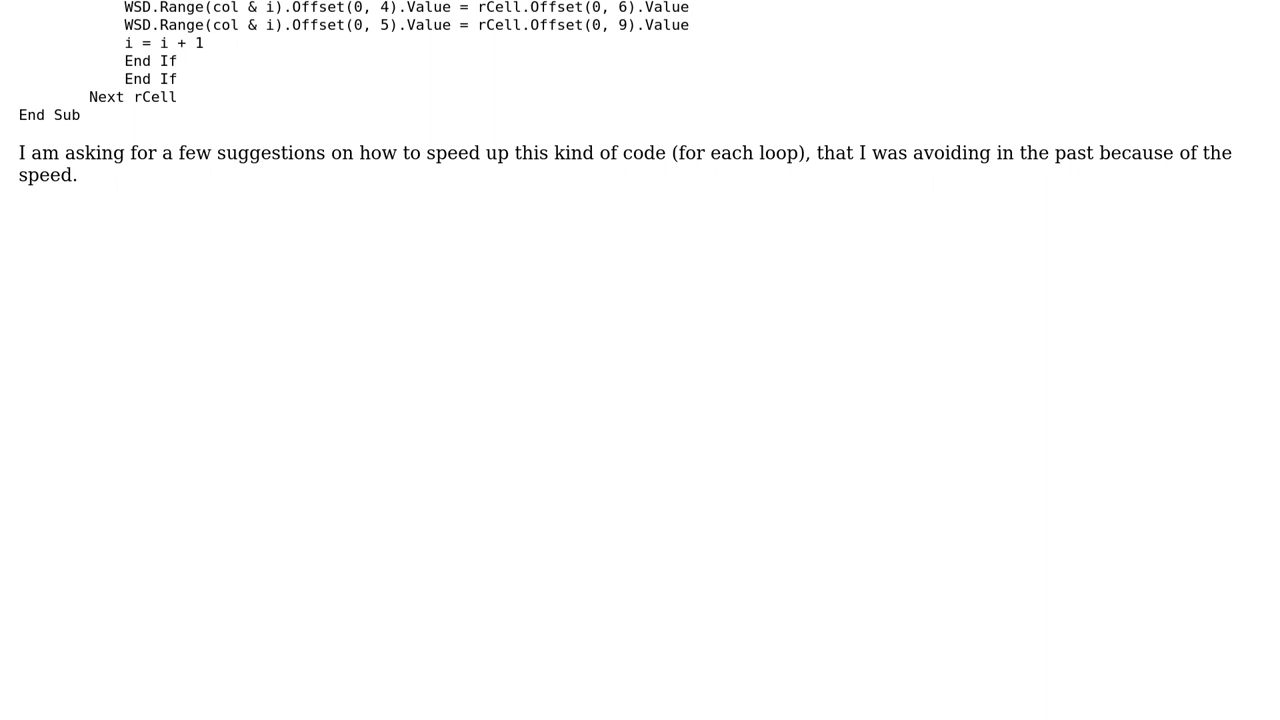 WSD.Range(col & i).Offset(0, 4).Value = rCell.Offset(0, 6).Value
WSD.Range(col & i).Offset(0, 5).Value = rCell.Offset(0, 9).Value
i = i + 1
End If
End If
Next rCell
End Sub
I am asking for a few suggestions on how to speed up this kind of code (for each loop), that I was avoiding in the past because of the
speed.